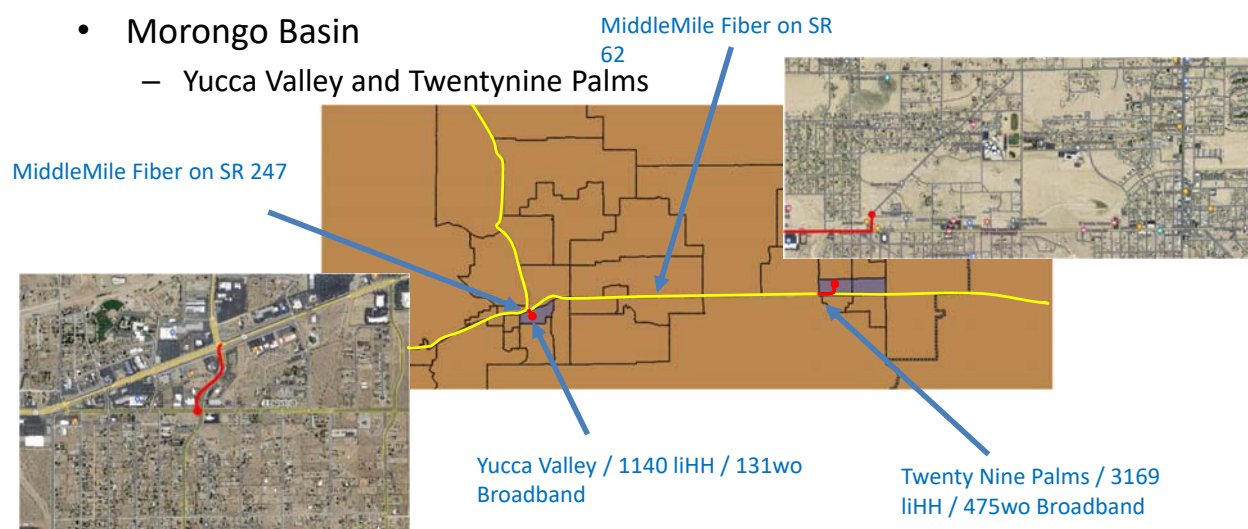 • Morongo Basin
– Yucca Valley and Twentynine Palms
MiddleMile Fiber on SR
62
MiddleMile Fiber on SR 247
Yucca Valley / 1140 liHH / 131wo
Broadband
Twenty Nine Palms / 3169
liHH / 475wo Broadband